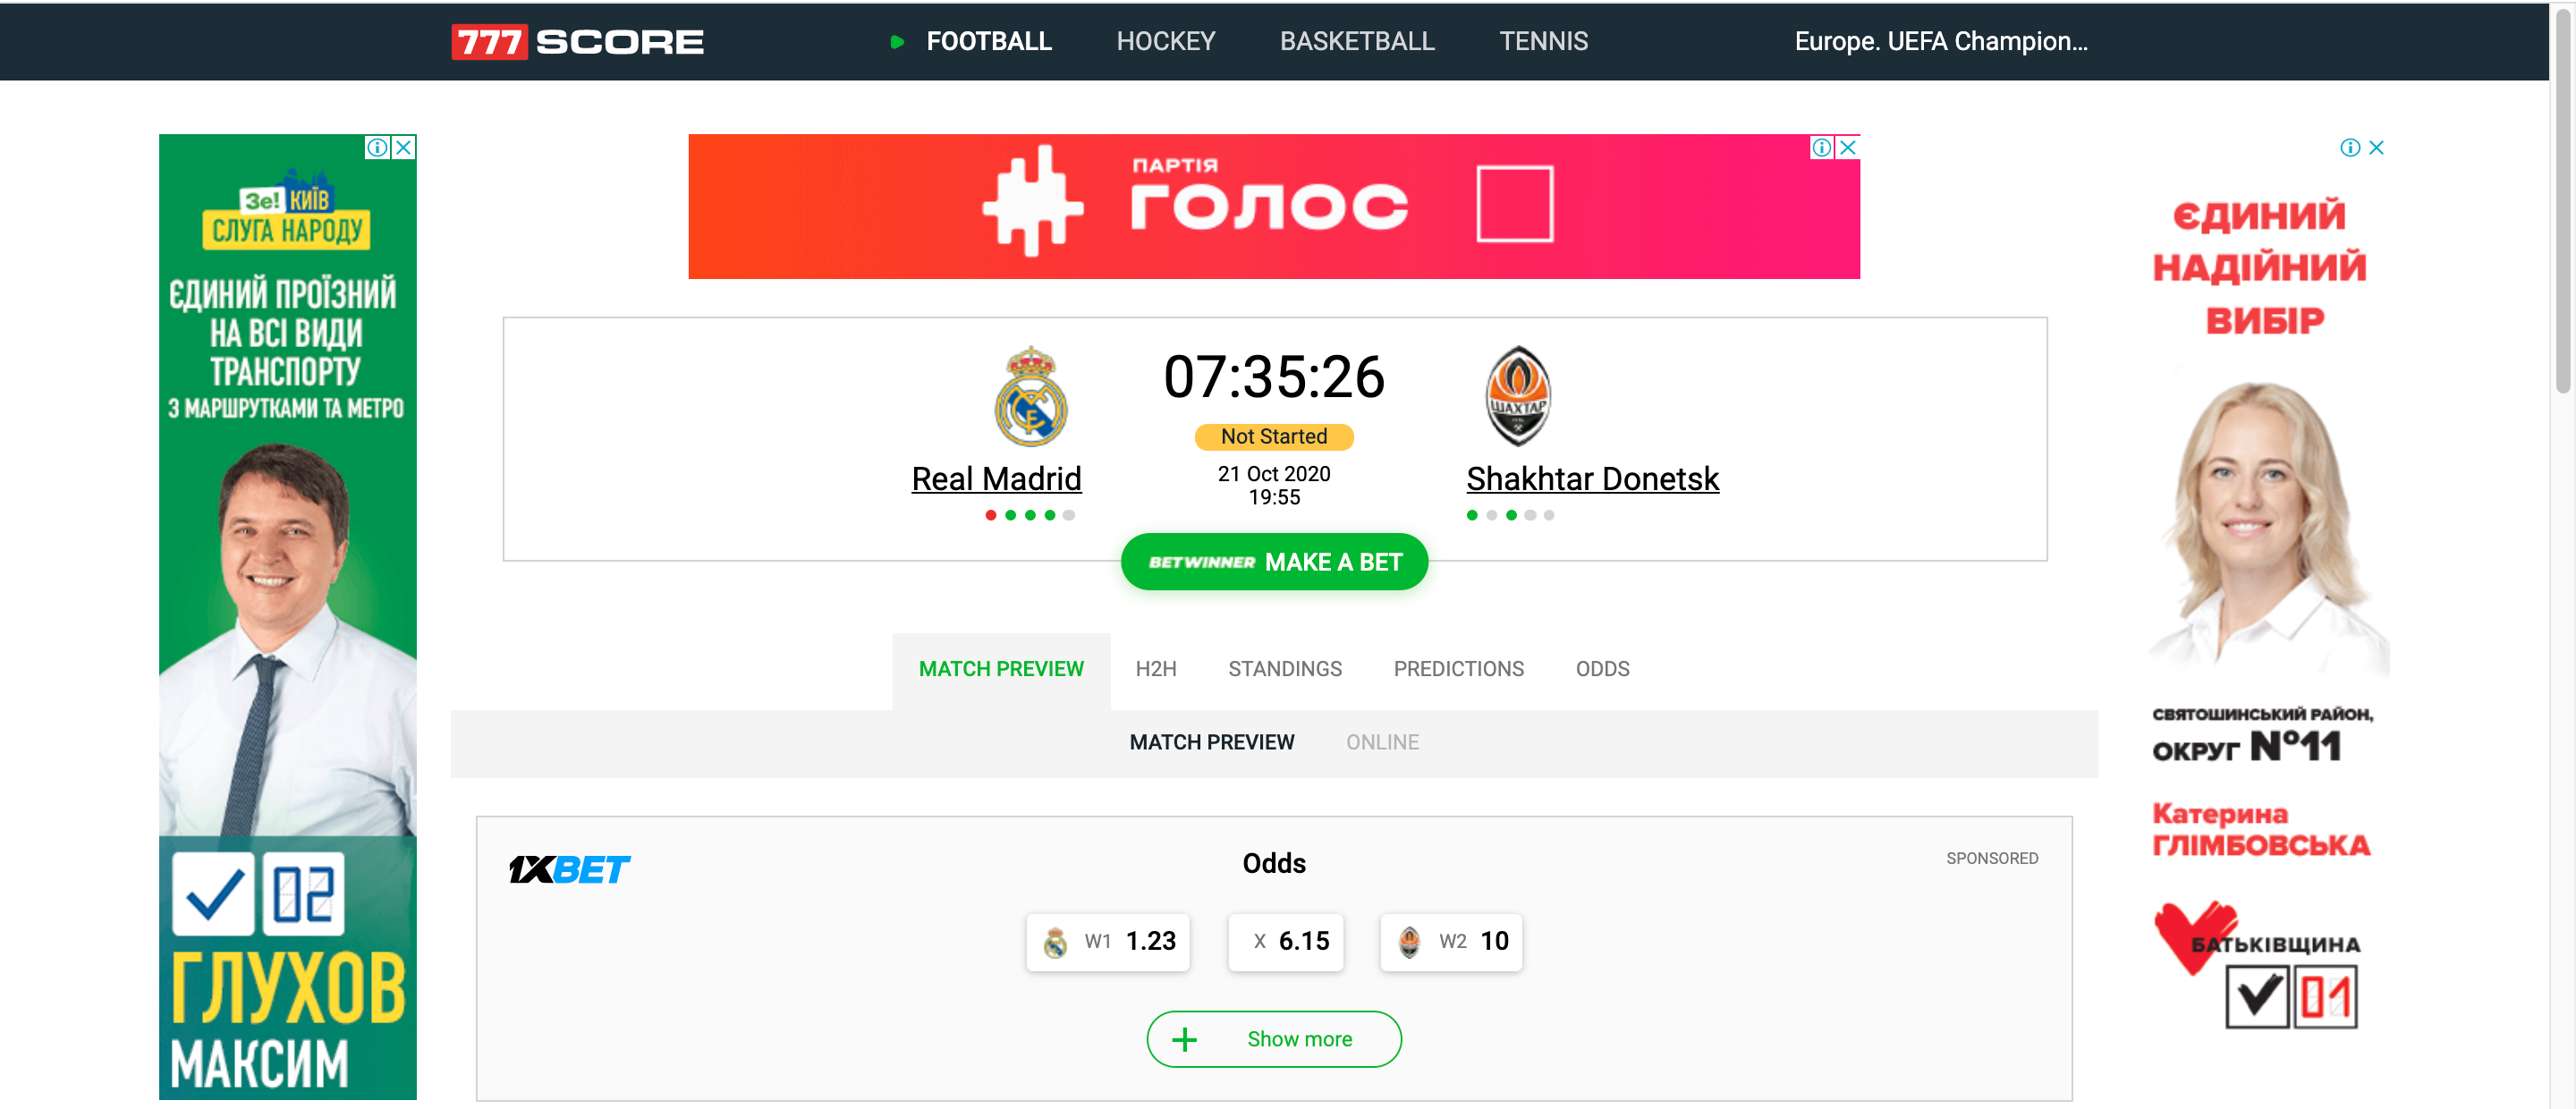 777 SCORE
FOOTBALL
HOCKEY
BASKETBALL
TENNIS
Europe. UEFA Champion...
Зе! КИЇВ
СЛУГА НАРОДУ
ЄДИНИЙ ПРОЇЗНИЙ
НА ВСІ ВИДИ
ТРАНСПОРТУ
З МАРШРУТКАМИ ТА МЕТРО
02
ГЛУХОВ
МАКСИМ
ПАРТІЯ
ГОЛОС
07:35:26
Not Started
21 Oct 2020
19:55
Real Madrid
ШАХТАР
Shakhtar Donetsk
BETWINNER MAKE A BET
MATCH PREVIEW
H2H
STANDINGS
PREDICTIONS
ODDS
MATCH PREVIEW
ONLINE
1XBET
Odds
SPONSORED
W1 1.23
X 6.15
W2 10
+ Show more
ЄДИНИЙ
НАДІЙНИЙ
ВИБІР
СВЯТОШИНСЬКИЙ РАЙОН,
ОКРУГ №11
Катерина
ГЛІМБОВСЬКА
БАТЬКІВЩИНА
01